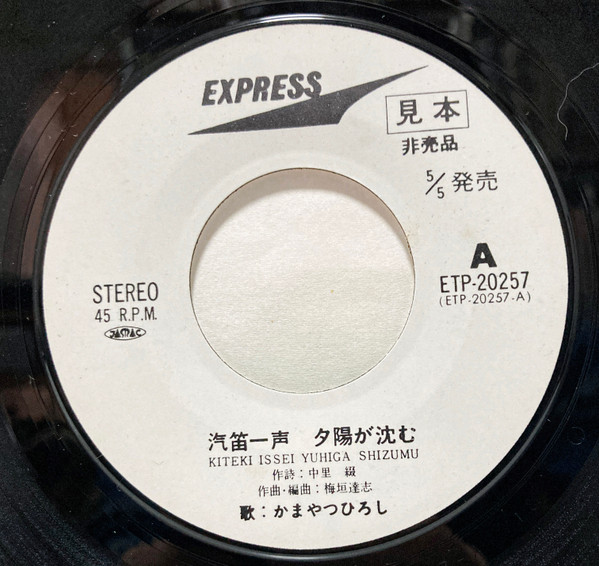 EXPRESS
見本
非売品
5/5 発売
A
ETP-20257
(ETP-20257-A)
STEREO
45 R.P.M.
JASRAC
汽笛一声 夕陽が沈む
KITEKI ISSEI YUHIGA SHIZUMU
作詩：中里 綴
作曲・編曲：梅垣達志
歌：かまやつひろし